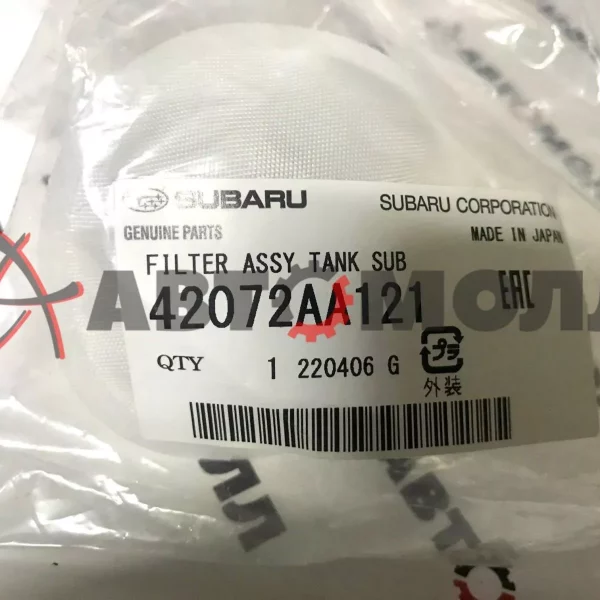 SUBARU SUBARU CORPORATION
GENUINE PARTS MADE IN JAPAN
FILTER ASSY TANK SUB
42072AA121 EAC
АВТОМОЛЛ
QTY 1 220406 G
プラ
外装